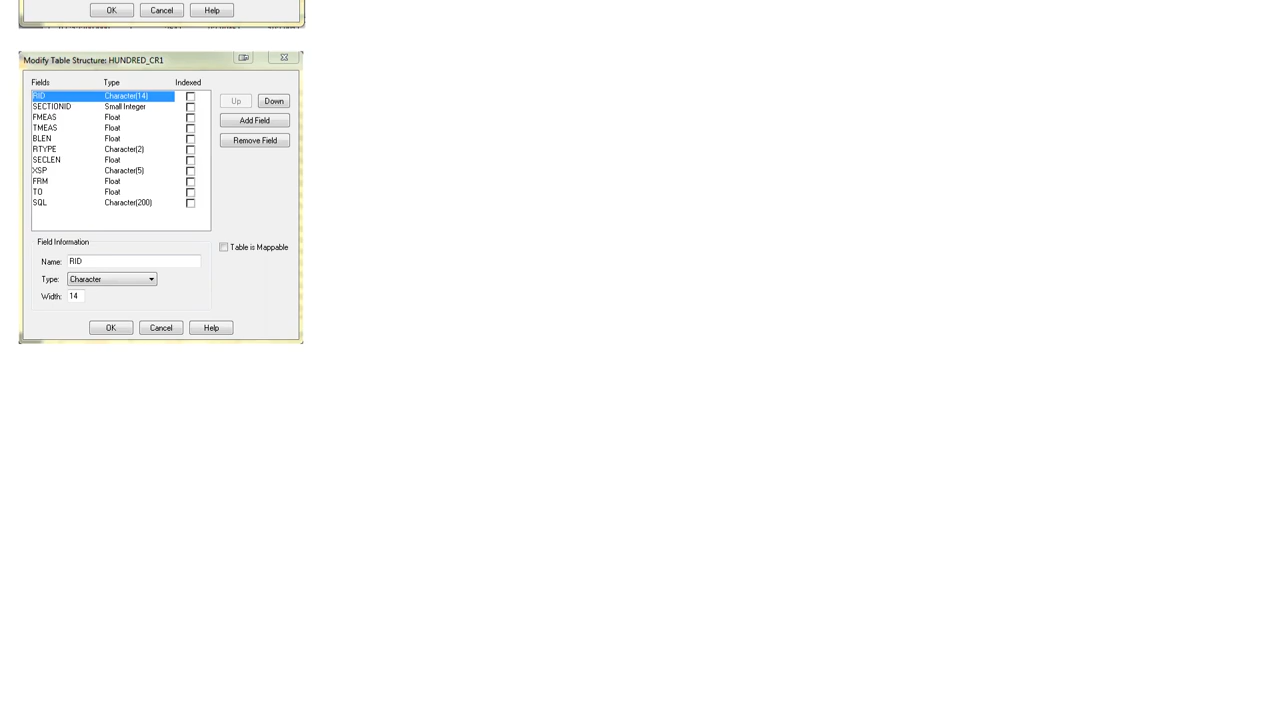 OK Cancel Help
Modify Table Structure: HUNDRED_CR1
Fields Type Indexed
RID Character(14)
SECTIONID Small Integer
FMEAS Float
TMEAS Float
BLEN Float
RTYPE Character(2)
SECLEN Float
XSP Character(5)
FRM Float
TO Float
SQL Character(200)
Up Down
Add Field
Remove Field
Field Information
Table is Mappable
Name: RID
Type: Character
Width: 14
OK Cancel Help